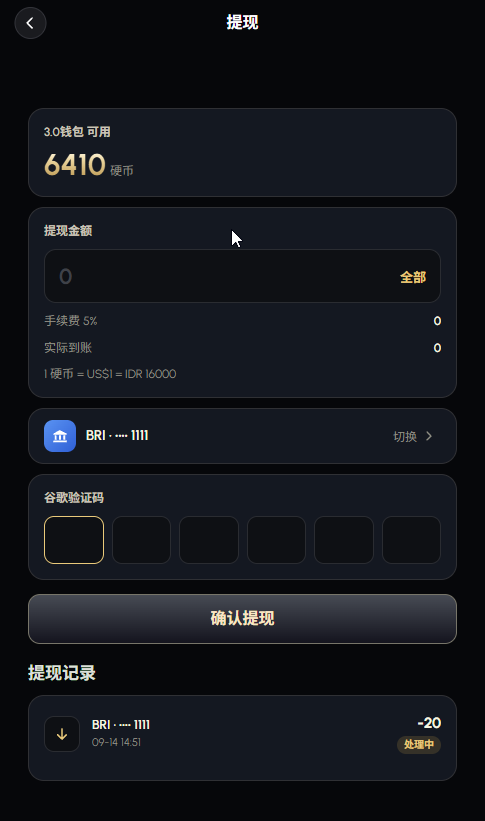 提现
3.0钱包 可用
6410 硬币
提现金额
0 全部
手续费 5% 0
实际到账 0
1 硬币 = US$1 = IDR 16000
BRI · ···· 1111 切换
谷歌验证码
确认提现
提现记录
BRI · ···· 1111 -20
09-14 14:51 处理中